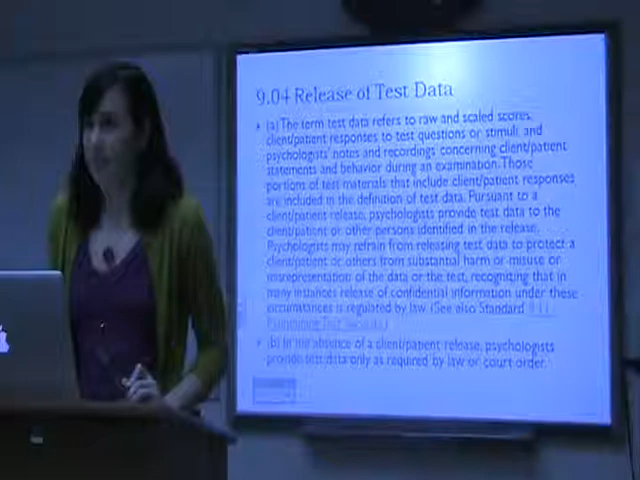 9.04 Release of Test Data
(a) The term test data refers to raw and scaled scores,
client/patient responses to test questions or stimuli, and
psychologists' notes and recordings concerning client/patient
statements and behavior during an examination. Those
portions of test materials that include client/patient responses
are included in the definition of test data. Pursuant to a
client/patient release, psychologists provide test data to the
client/patient or other persons identified in the release.
Psychologists may refrain from releasing test data to protect a
client/patient or others from substantial harm or misuse or
misrepresentation of the data or the test, recognizing that in
many instances release of confidential information under these
circumstances is regulated by law. (See also Standard
(b) In the absence of a client/patient release, psychologists
provide test data only as required by law or court order.